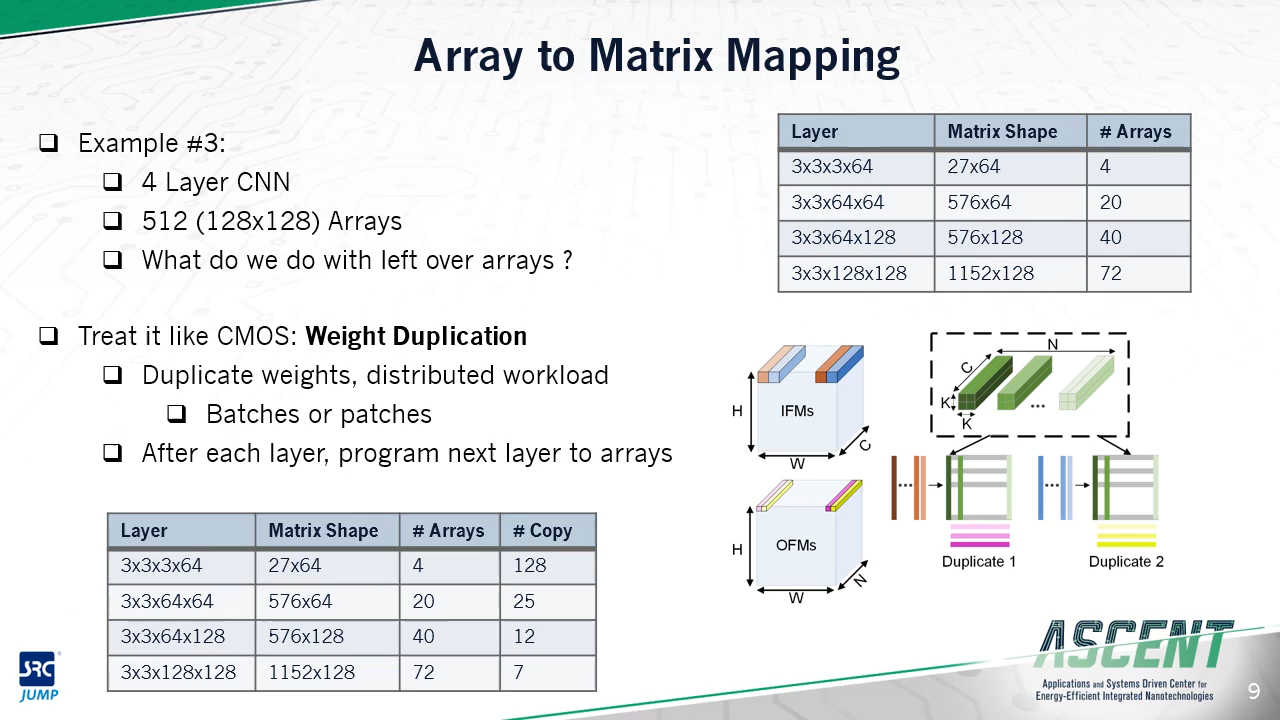 Array to Matrix Mapping
❑ Example #3:
❑ 4 Layer CNN
❑ 512 (128x128) Arrays
❑ What do we do with left over arrays ?
❑ Treat it like CMOS: Weight Duplication
❑ Duplicate weights, distributed workload
❑ Batches or patches
❑ After each layer, program next layer to arrays
Layer Matrix Shape # Arrays
3x3x3x64 27x64 4
3x3x64x64 576x64 20
3x3x64x128 576x128 40
3x3x128x128 1152x128 72
H
IFMs
W
C
H
OFMs
W
N
N
C
K
K
...
... ...
Duplicate 1 Duplicate 2
Layer Matrix Shape # Arrays # Copy
3x3x3x64 27x64 4 128
3x3x64x64 576x64 20 25
3x3x64x128 576x128 40 12
3x3x128x128 1152x128 72 7
SRC®
JUMP
ASCENT
Applications and Systems Driven Center for
Energy-Efficient Integrated Nanotechnologies
9